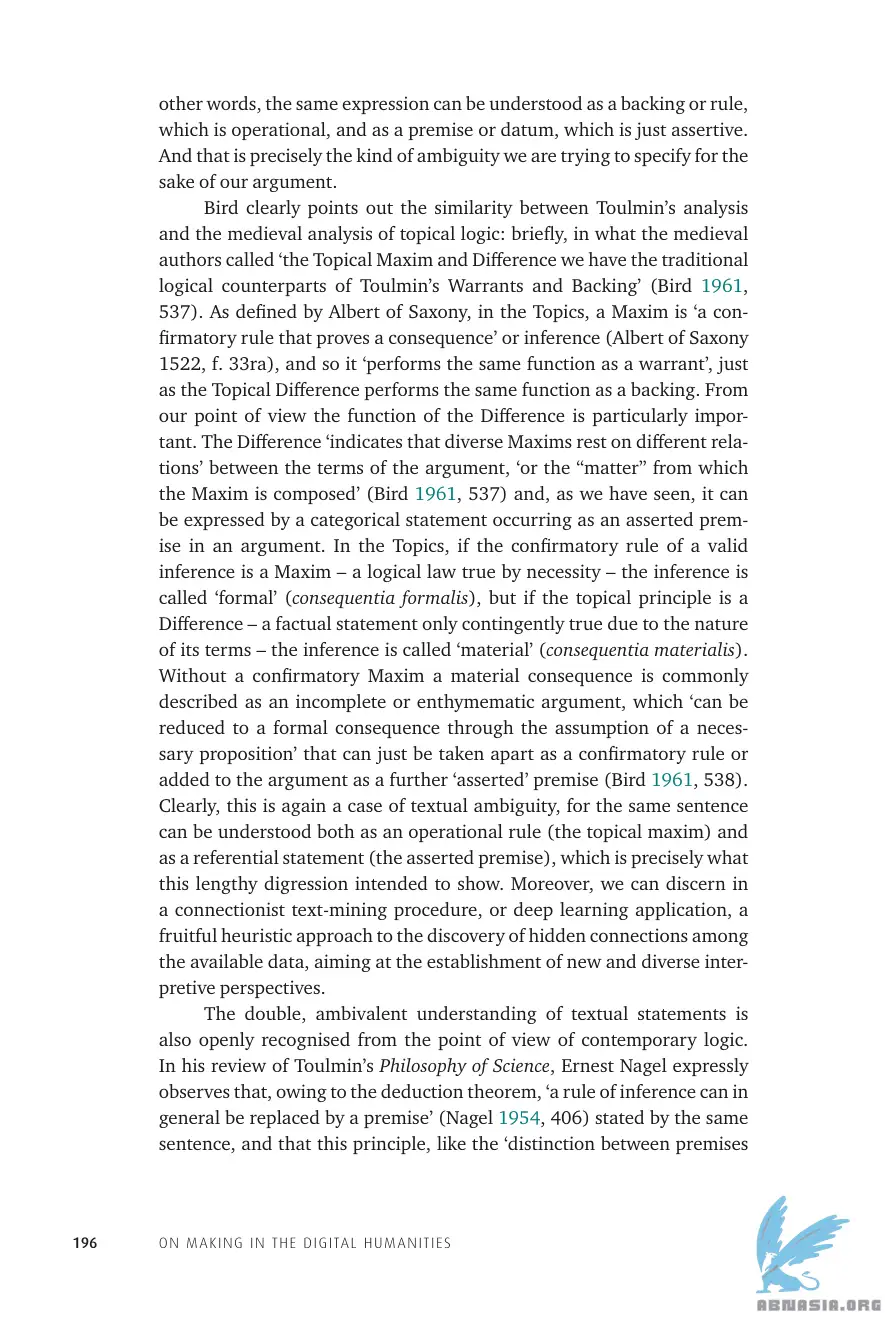 other words, the same expression can be understood as a backing or rule,
which is operational, and as a premise or datum, which is just assertive.
And that is precisely the kind of ambiguity we are trying to specify for the
sake of our argument.
Bird clearly points out the similarity between Toulmin’s analysis
and the medieval analysis of topical logic: briefly, in what the medieval
authors called ‘the Topical Maxim and Difference we have the traditional
logical counterparts of Toulmin’s Warrants and Backing’ (Bird 1961,
537). As defined by Albert of Saxony, in the Topics, a Maxim is ‘a con-
firmatory rule that proves a consequence’ or inference (Albert of Saxony
1522, f. 33ra), and so it ‘performs the same function as a warrant’, just
as the Topical Difference performs the same function as a backing. From
our point of view the function of the Difference is particularly impor-
tant. The Difference ‘indicates that diverse Maxims rest on different rela-
tions’ between the terms of the argument, ‘or the “matter” from which
the Maxim is composed’ (Bird 1961, 537) and, as we have seen, it can
be expressed by a categorical statement occurring as an asserted prem-
ise in an argument. In the Topics, if the confirmatory rule of a valid
inference is a Maxim – a logical law true by necessity – the inference is
called ‘formal’ (consequentia formalis), but if the topical principle is a
Difference – a factual statement only contingently true due to the nature
of its terms – the inference is called ‘material’ (consequentia materialis).
Without a confirmatory Maxim a material consequence is commonly
described as an incomplete or enthymematic argument, which ‘can be
reduced to a formal consequence through the assumption of a neces-
sary proposition’ that can just be taken apart as a confirmatory rule or
added to the argument as a further ‘asserted’ premise (Bird 1961, 538).
Clearly, this is again a case of textual ambiguity, for the same sentence
can be understood both as an operational rule (the topical maxim) and
as a referential statement (the asserted premise), which is precisely what
this lengthy digression intended to show. Moreover, we can discern in
a connectionist text-mining procedure, or deep learning application, a
fruitful heuristic approach to the discovery of hidden connections among
the available data, aiming at the establishment of new and diverse inter-
pretive perspectives.
The double, ambivalent understanding of textual statements is
also openly recognised from the point of view of contemporary logic.
In his review of Toulmin’s Philosophy of Science, Ernest Nagel expressly
observes that, owing to the deduction theorem, ‘a rule of inference can in
general be replaced by a premise’ (Nagel 1954, 406) stated by the same
sentence, and that this principle, like the ‘distinction between premises
196 ON MAKING IN THE DIGITAL HUMANITIES
ABNASIA.ORG